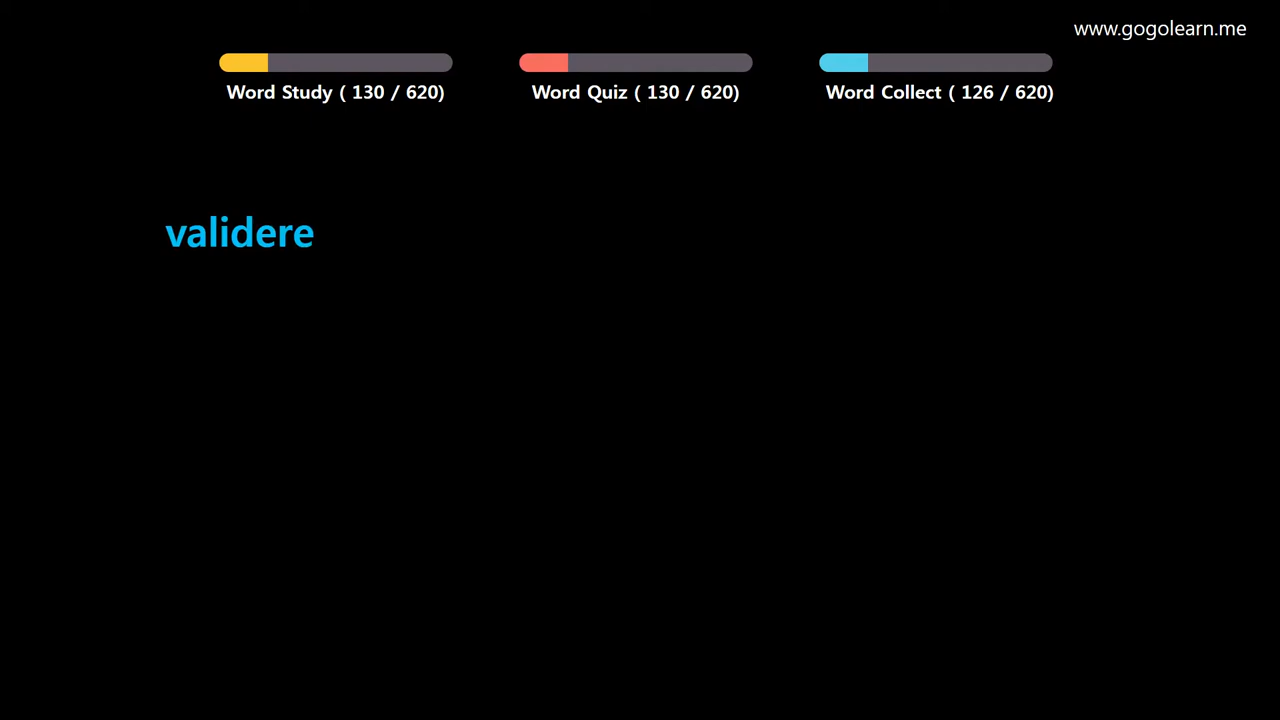 www.gogolearn.me
Word Study ( 130 / 620)
Word Quiz ( 130 / 620)
Word Collect ( 126 / 620)
validere